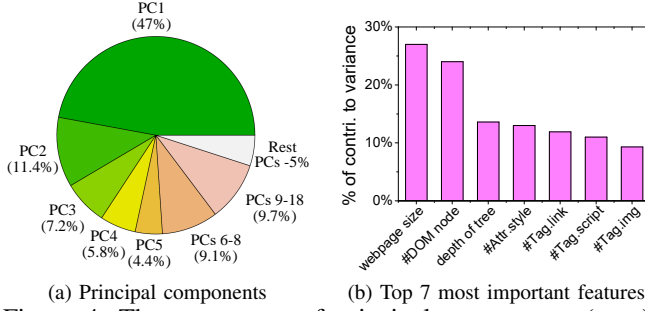 PC1
(47%)
PC2
(11.4%)
PC3
(7.2%)
PC4
(5.8%)
PC5
(4.4%)
PCs 6-8
(9.1%)
PCs 9-18
(9.7%)
Rest
PCs -5%
(a) Principal components
% of contri. to variance
30%
20%
10%
0%
webpage size
#DOM node
depth of tree
#Attr.style
#Tag.link
#Tag.script
#Tag.img
(b) Top 7 most important features